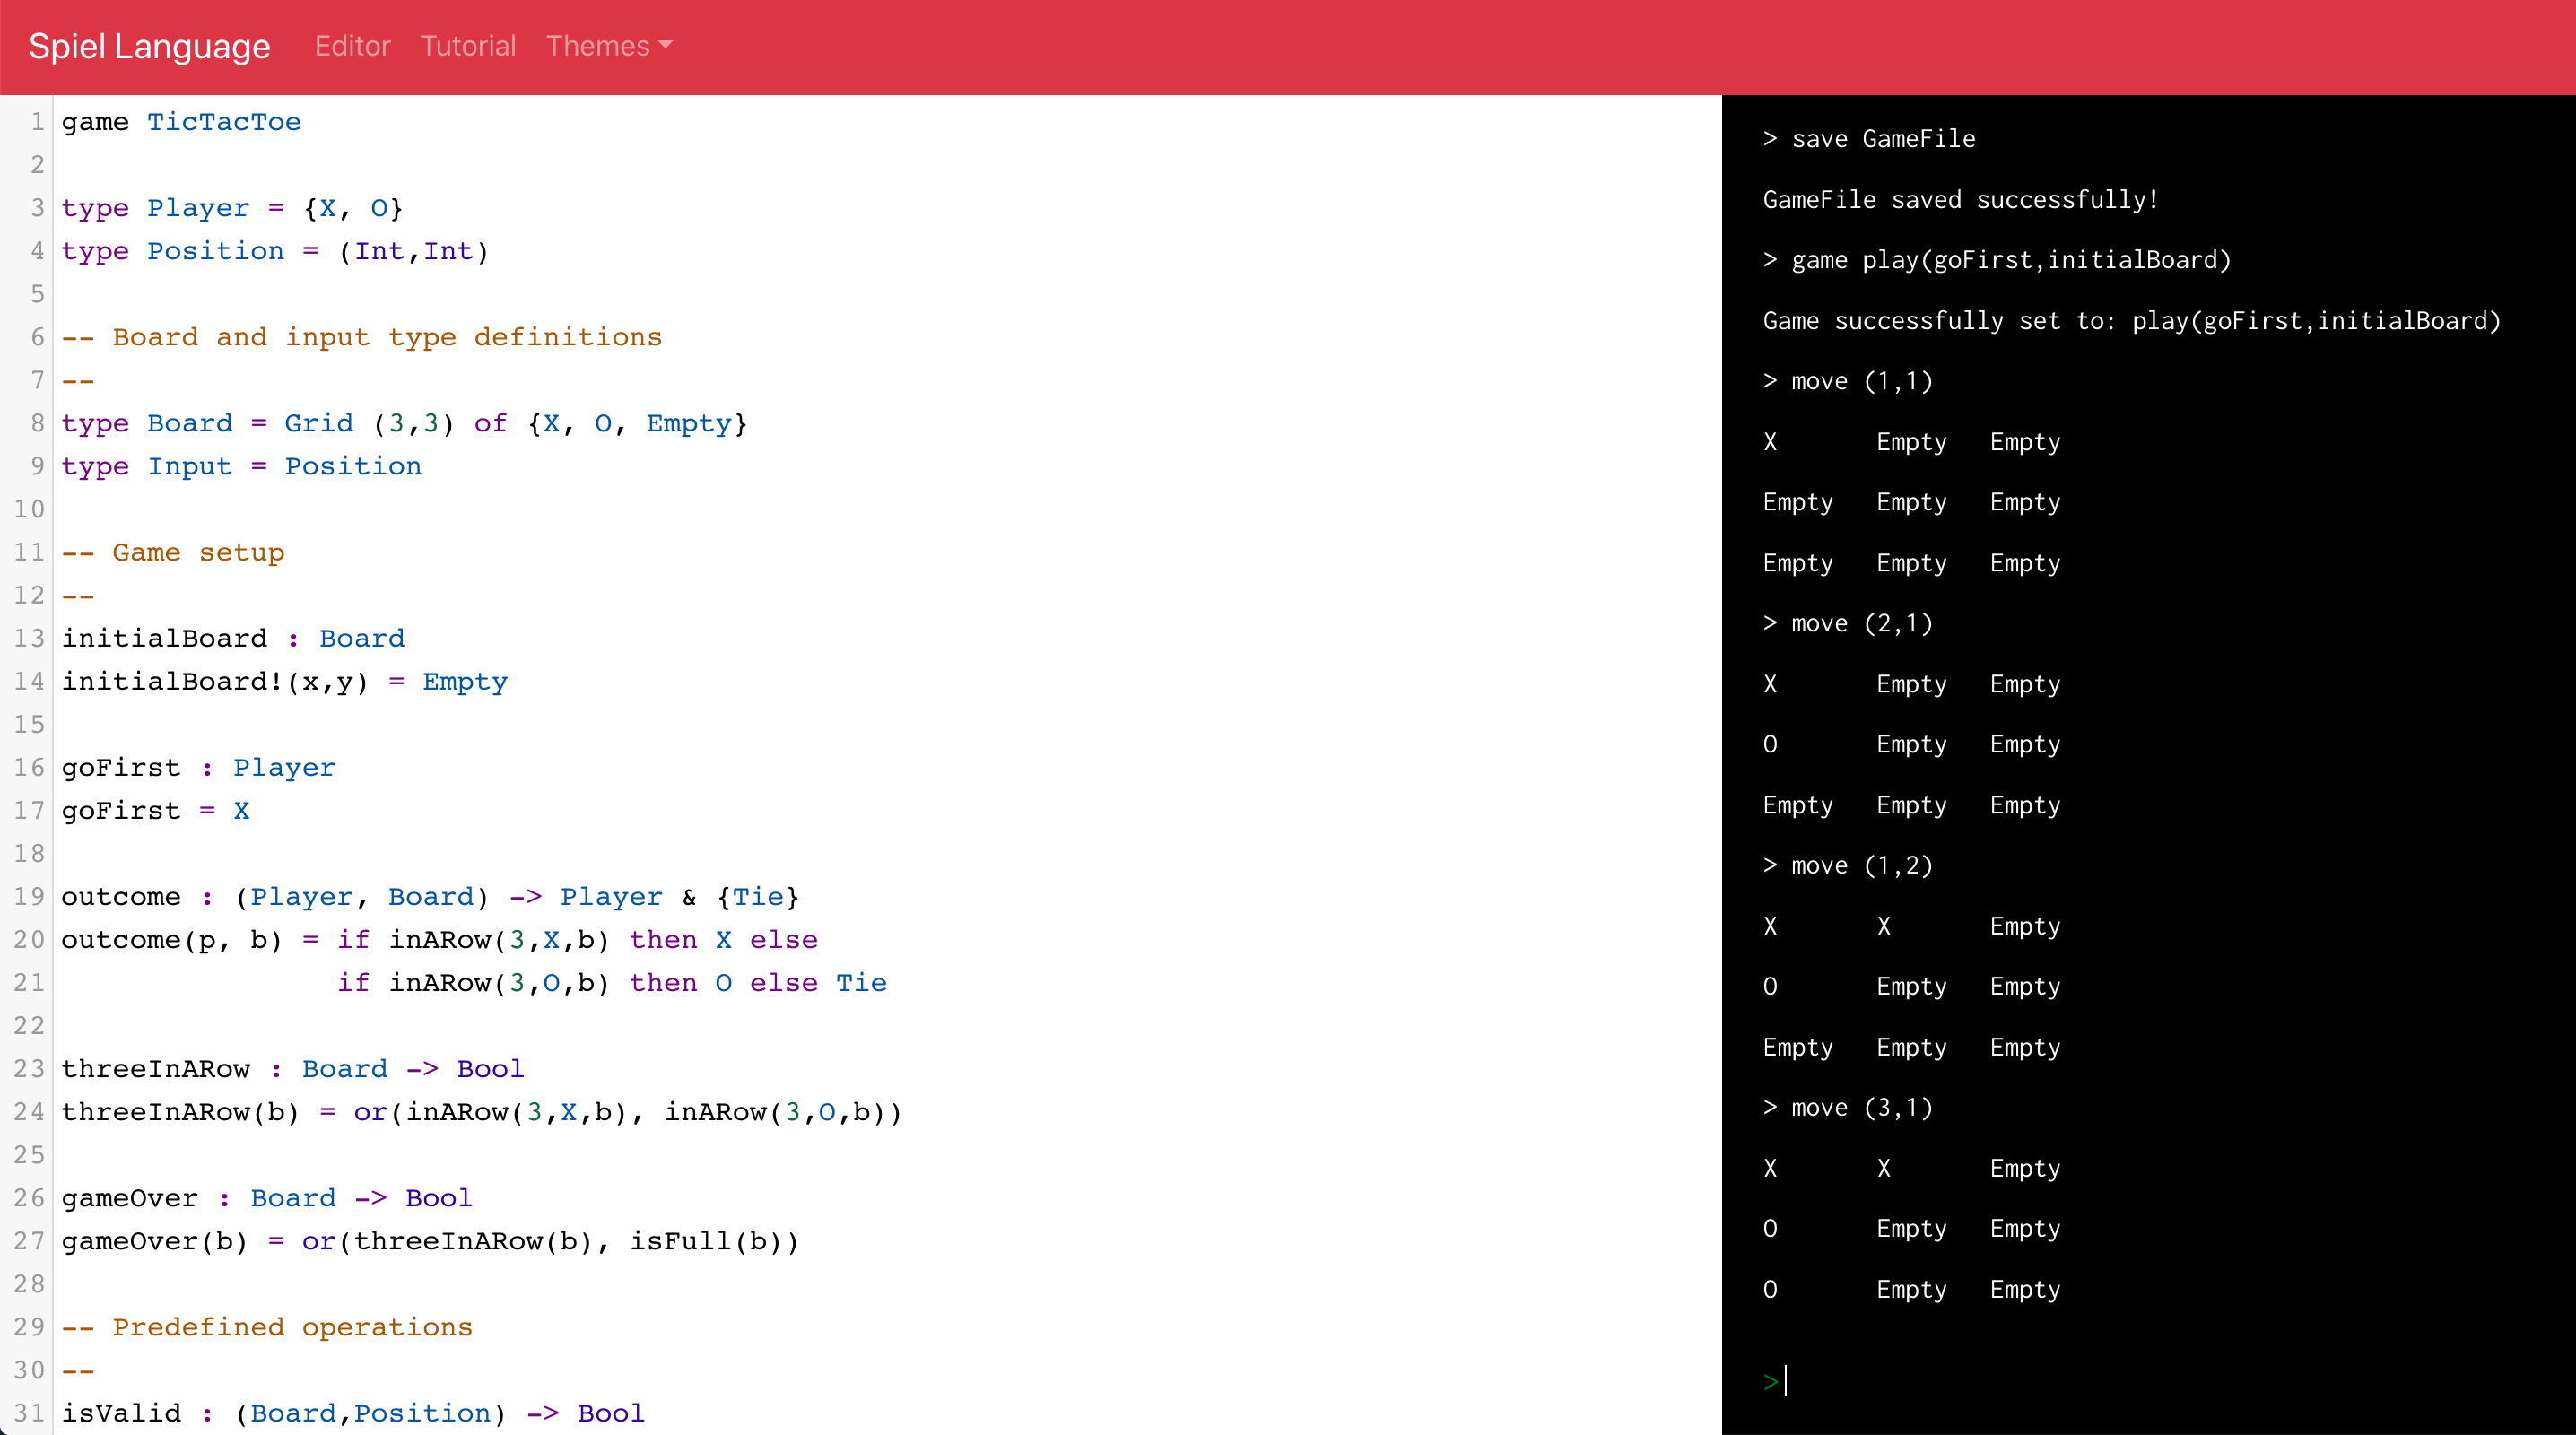 Spiel Language Editor Tutorial Themes
1 game TicTacToe
2
3 type Player = {X, O}
4 type Position = (Int,Int)
5
6 -- Board and input type definitions
7 --
8 type Board = Grid (3,3) of {X, O, Empty}
9 type Input = Position
10
11 -- Game setup
12 --
13 initialBoard : Board
14 initialBoard!(x,y) = Empty
15
16 goFirst : Player
17 goFirst = X
18
19 outcome : (Player, Board) -> Player & {Tie}
20 outcome(p, b) = if inARow(3,X,b) then X else
21                 if inARow(3,O,b) then O else Tie
22
23 threeInARow : Board -> Bool
24 threeInARow(b) = or(inARow(3,X,b), inARow(3,O,b))
25
26 gameOver : Board -> Bool
27 gameOver(b) = or(threeInARow(b), isFull(b))
28
29 -- Predefined operations
30 --
31 isValid : (Board,Position) -> Bool
> save GameFile
GameFile saved successfully!
> game play(goFirst,initialBoard)
Game successfully set to: play(goFirst,initialBoard)
> move (1,1)
X Empty Empty
Empty Empty Empty
Empty Empty Empty
> move (2,1)
X Empty Empty
O Empty Empty
Empty Empty Empty
> move (1,2)
X X Empty
O Empty Empty
Empty Empty Empty
> move (3,1)
X X Empty
O Empty Empty
O Empty Empty
>